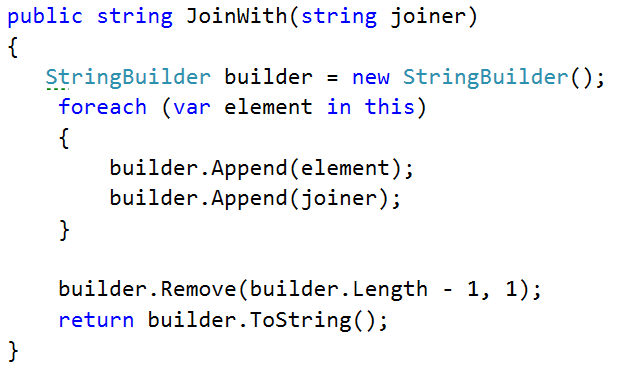 public string JoinWith(string joiner)
{
   StringBuilder builder = new StringBuilder();
    foreach (var element in this)
    {
        builder.Append(element);
        builder.Append(joiner);
    }

    builder.Remove(builder.Length - 1, 1);
    return builder.ToString();
}